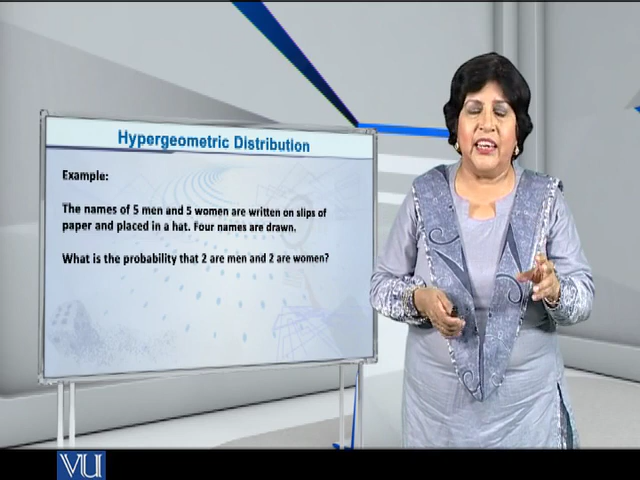 Hypergeometric Distribution
Example:
The names of 5 men and 5 women are written on slips of
paper and placed in a hat. Four names are drawn.
What is the probability that 2 are men and 2 are women?
VU